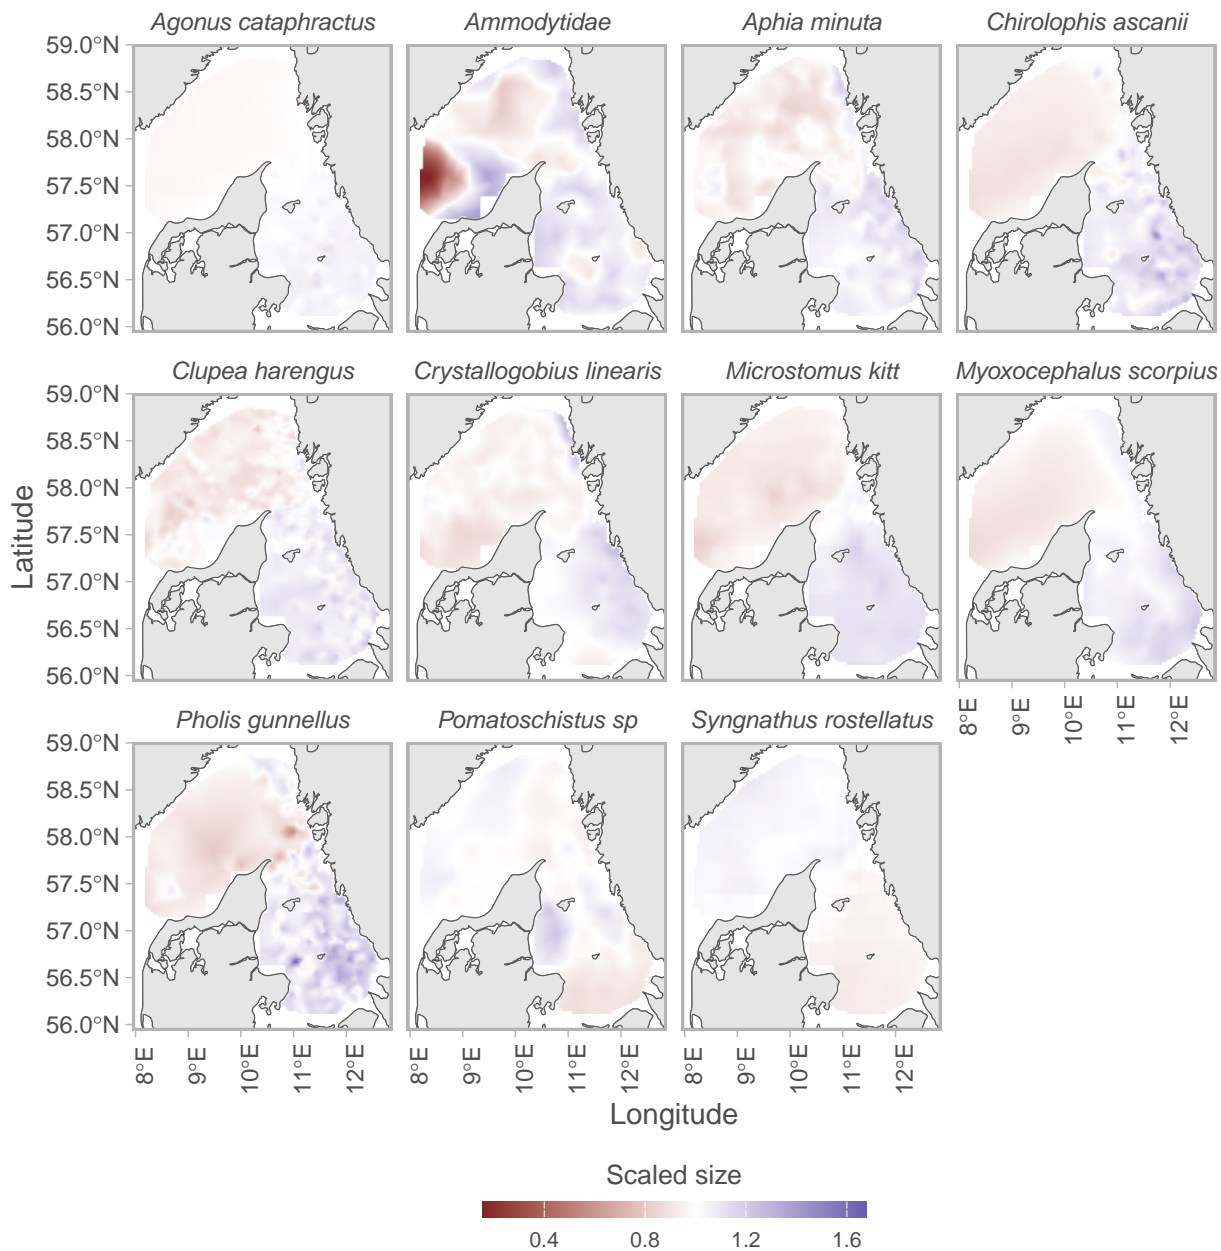 Agonus cataphractus Ammodytidae Aphia minuta Chirolophis ascanii
59.0°N
58.5°N
58.0°N
57.5°N
57.0°N
56.5°N
56.0°N
Clupea harengus Crystallogobius linearis Microstomus kitt Myoxocephalus scorpius
59.0°N
58.5°N
58.0°N
57.5°N
57.0°N
56.5°N
56.0°N
Latitude
8°E 9°E 10°E 11°E 12°E
Pholis gunnellus Pomatoschistus sp Syngnathus rostellatus
59.0°N
58.5°N
58.0°N
57.5°N
57.0°N
56.5°N
56.0°N
8°E 9°E 10°E 11°E 12°E 8°E 9°E 10°E 11°E 12°E 8°E 9°E 10°E 11°E 12°E
Longitude
Scaled size
0.4 0.8 1.2 1.6